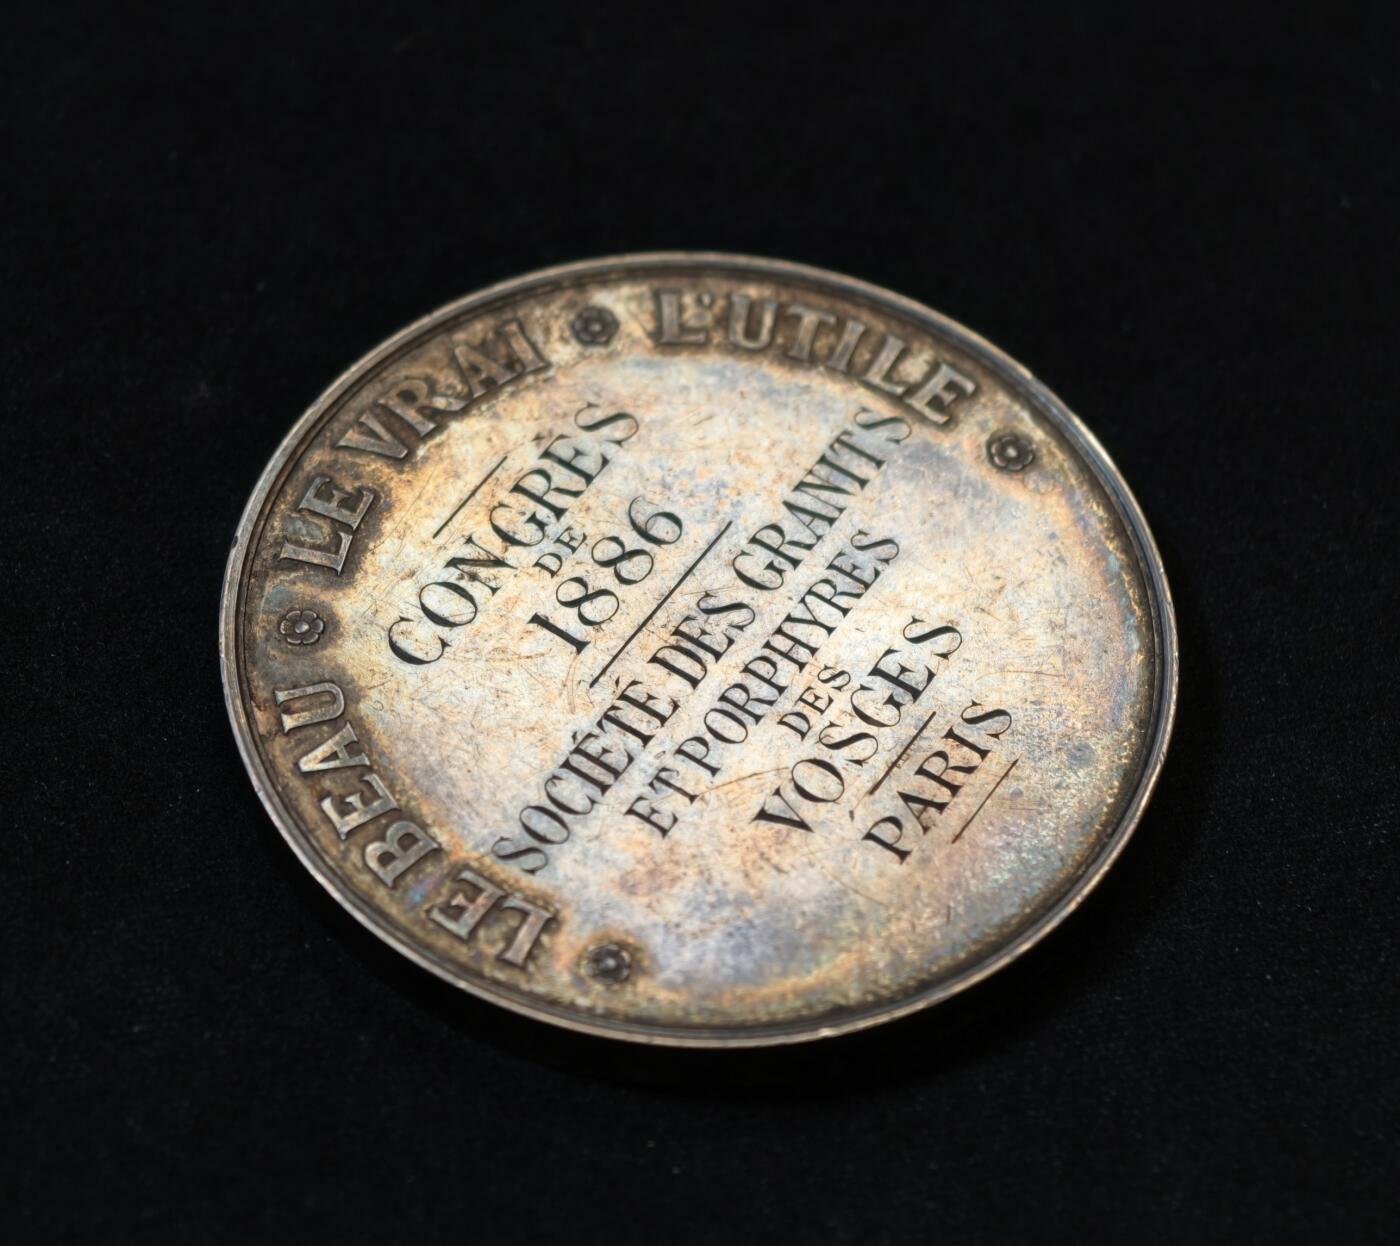 LE BEAU LE VRAI L'UTILE
CONGRÈS
DE
1886
SOCIÉTÉ DES GRANITS
ET PORPHYRES
DES
VOSGES
PARIS